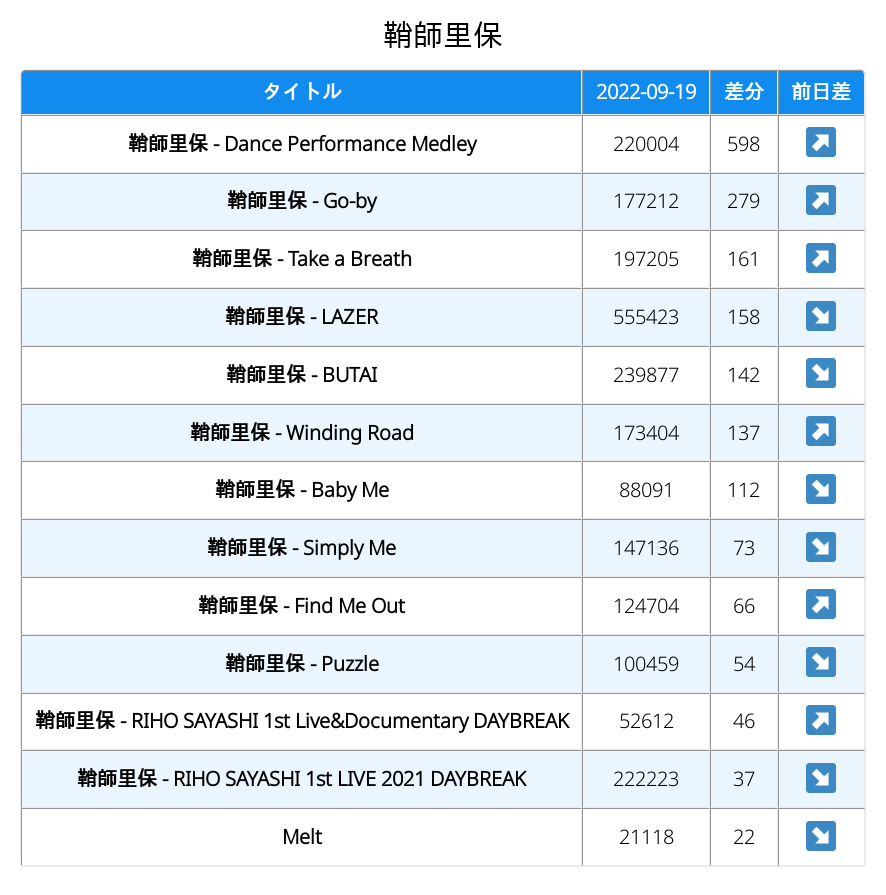 鞘師里保
タイトル 2022-09-19 差分 前日差
鞘師里保 - Dance Performance Medley 220004 598 ↗
鞘師里保 - Go-by 177212 279 ↗
鞘師里保 - Take a Breath 197205 161 ↗
鞘師里保 - LAZER 555423 158 ↘
鞘師里保 - BUTAI 239877 142 ↘
鞘師里保 - Winding Road 173404 137 ↗
鞘師里保 - Baby Me 88091 112 ↘
鞘師里保 - Simply Me 147136 73 ↘
鞘師里保 - Find Me Out 124704 66 ↗
鞘師里保 - Puzzle 100459 54 ↘
鞘師里保 - RIHO SAYASHI 1st Live&Documentary DAYBREAK 52612 46 ↗
鞘師里保 - RIHO SAYASHI 1st LIVE 2021 DAYBREAK 222223 37 ↘
Melt 21118 22 ↘